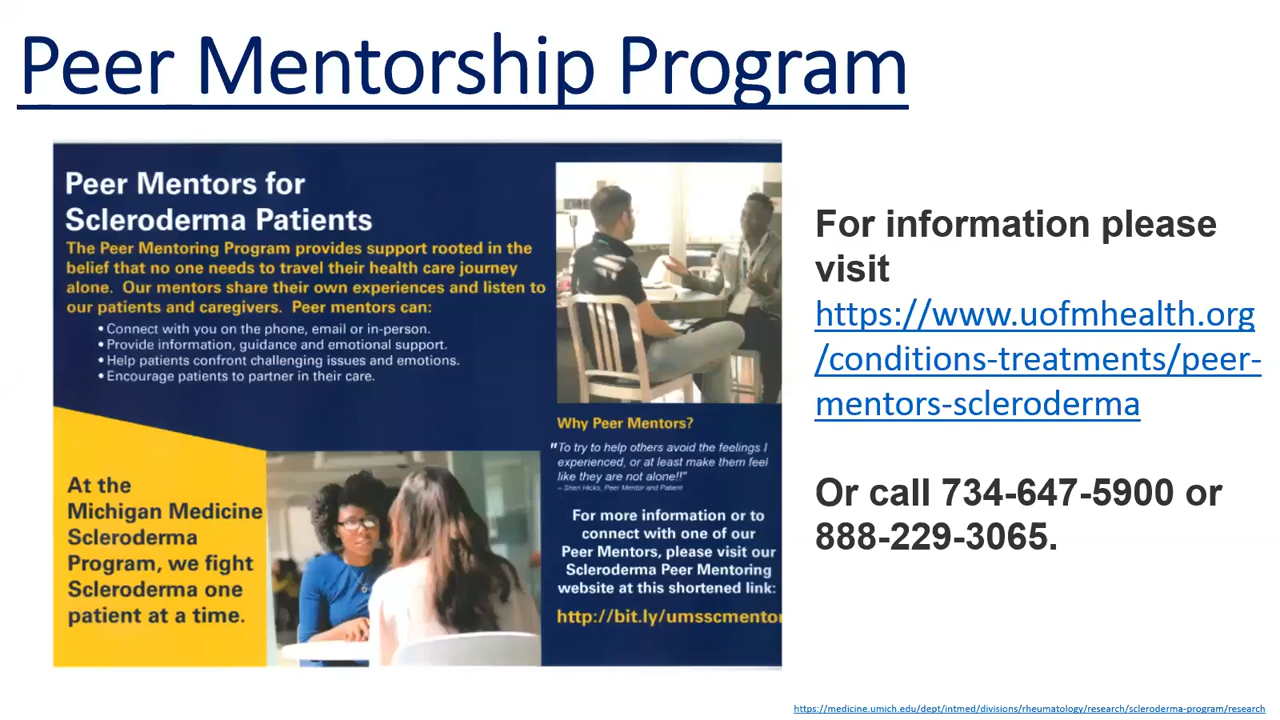 Peer Mentorship Program
Peer Mentors for
Scleroderma Patients
The Peer Mentoring Program provides support rooted in the
belief that no one needs to travel their health care journey
alone. Our mentors share their own experiences and listen to
our patients and caregivers. Peer mentors can:
• Connect with you on the phone, email or in-person.
• Provide information, guidance and emotional support.
• Help patients confront challenging issues and emotions.
• Encourage patients to partner in their care.
At the
Michigan Medicine
Scleroderma
Program, we fight
Scleroderma one
patient at a time.
Why Peer Mentors?
"To try to help others avoid the feelings I
experienced, or at least make them feel
like they are not alone!!"
– Sheri Hicks, Peer Mentor and Patient
For more information or to
connect with one of our
Peer Mentors, please visit our
Scleroderma Peer Mentoring
website at this shortened link:
http://bit.ly/umsscmentor
For information please
visit
https://www.uofmhealth.org
/conditions-treatments/peer-
mentors-scleroderma
Or call 734-647-5900 or
888-229-3065.
https://medicine.umich.edu/dept/intmed/divisions/rheumatology/research/scleroderma-program/research